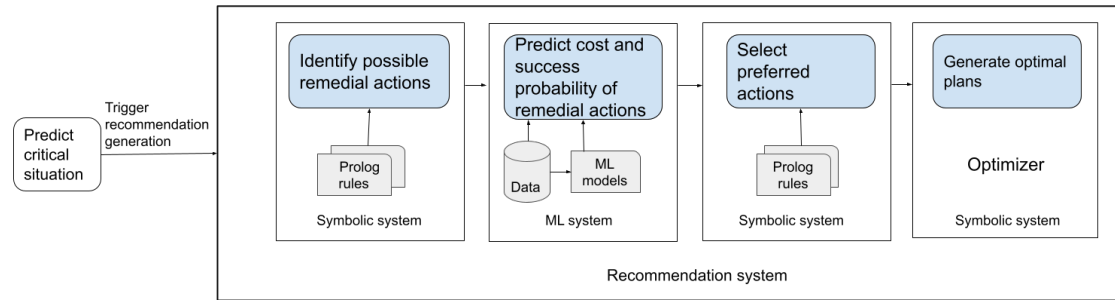 Predict
critical
situation
Trigger
recommendation
generation
Identify possible
remedial actions
Prolog
rules
Symbolic system
Predict cost and
success
probability of
remedial actions
Data
ML
models
ML system
Select
preferred
actions
Prolog
rules
Symbolic system
Generate optimal
plans
Optimizer
Symbolic system
Recommendation system